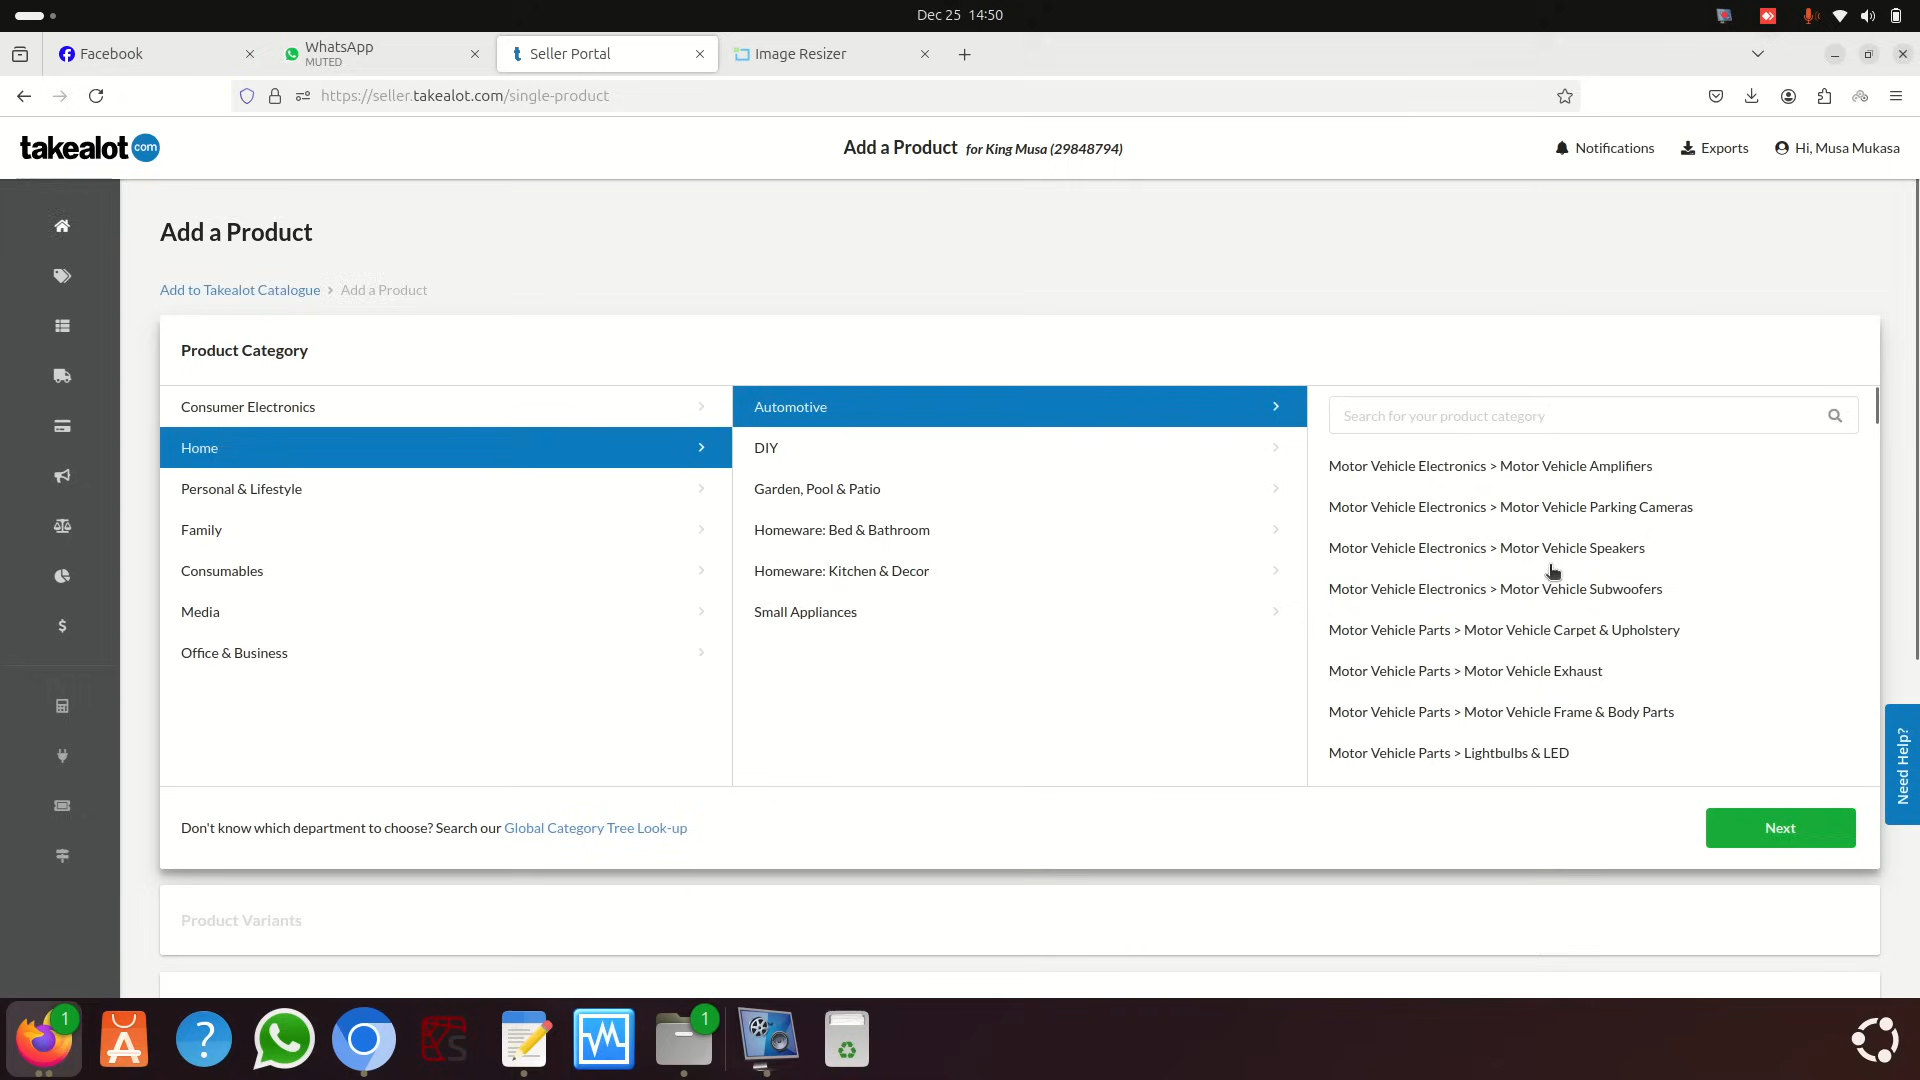 Dec 25 14:50
Facebook
WhatsApp
MUTED
Seller Portal
Image Resizer
https://seller.takealot.com/single-product
takealot com
Add a Product for King Musa (29848794)
Notifications
Exports
Hi, Musa Mukasa
Add a Product
Add to Takealot Catalogue > Add a Product
Product Category
Consumer Electronics
Home
Personal & Lifestyle
Family
Consumables
Media
Office & Business
Automotive
DIY
Garden, Pool & Patio
Homeware: Bed & Bathroom
Homeware: Kitchen & Decor
Small Appliances
Search for your product category
Motor Vehicle Electronics > Motor Vehicle Amplifiers
Motor Vehicle Electronics > Motor Vehicle Parking Cameras
Motor Vehicle Electronics > Motor Vehicle Speakers
Motor Vehicle Electronics > Motor Vehicle Subwoofers
Motor Vehicle Parts > Motor Vehicle Carpet & Upholstery
Motor Vehicle Parts > Motor Vehicle Exhaust
Motor Vehicle Parts > Motor Vehicle Frame & Body Parts
Motor Vehicle Parts > Lightbulbs & LED
Don't know which department to choose? Search our Global Category Tree Look-up
Next
Need Help?
Product Variants
1
1